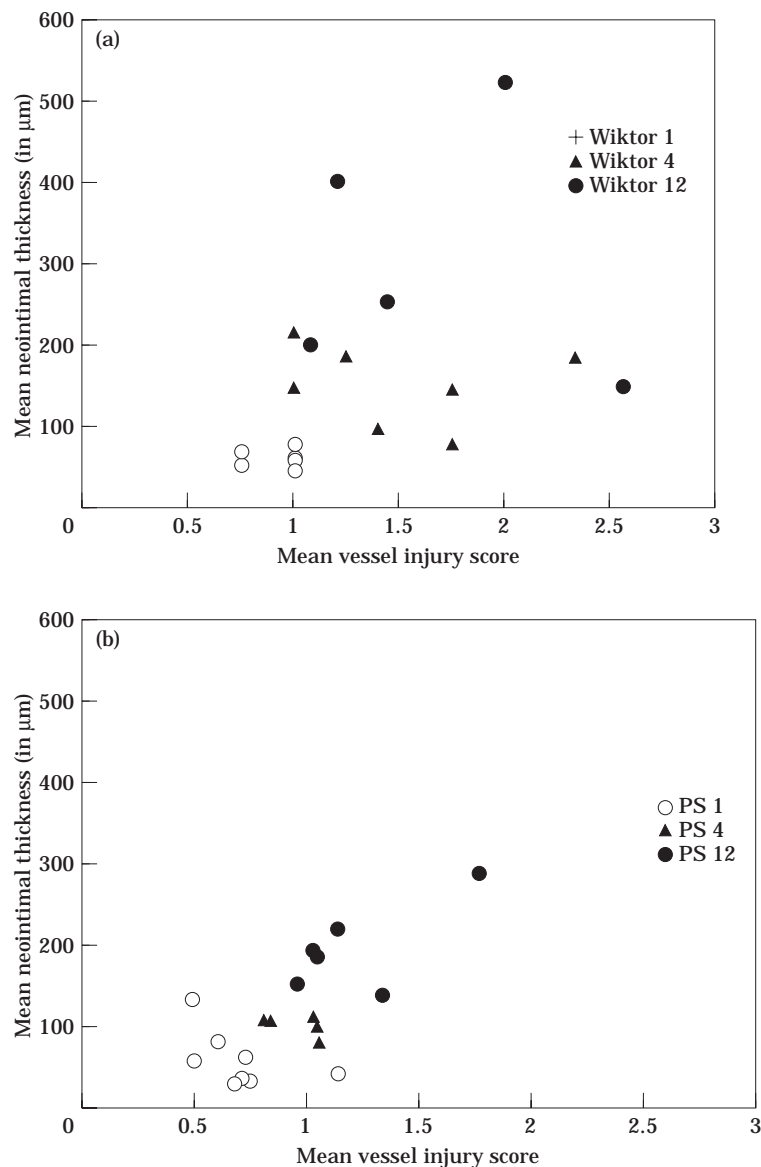 600
(a)
500
Wiktor 1
Wiktor 4
Wiktor 12
400
300
200
100
0 0.5 1 1.5 2 2.5 3
Mean neointimal thickness (in μm)
Mean vessel injury score
600
(b)
500
400
PS 1
PS 4
PS 12
300
200
100
0 0.5 1 1.5 2 2.5 3
Mean neointimal thickness (in μm)
Mean vessel injury score